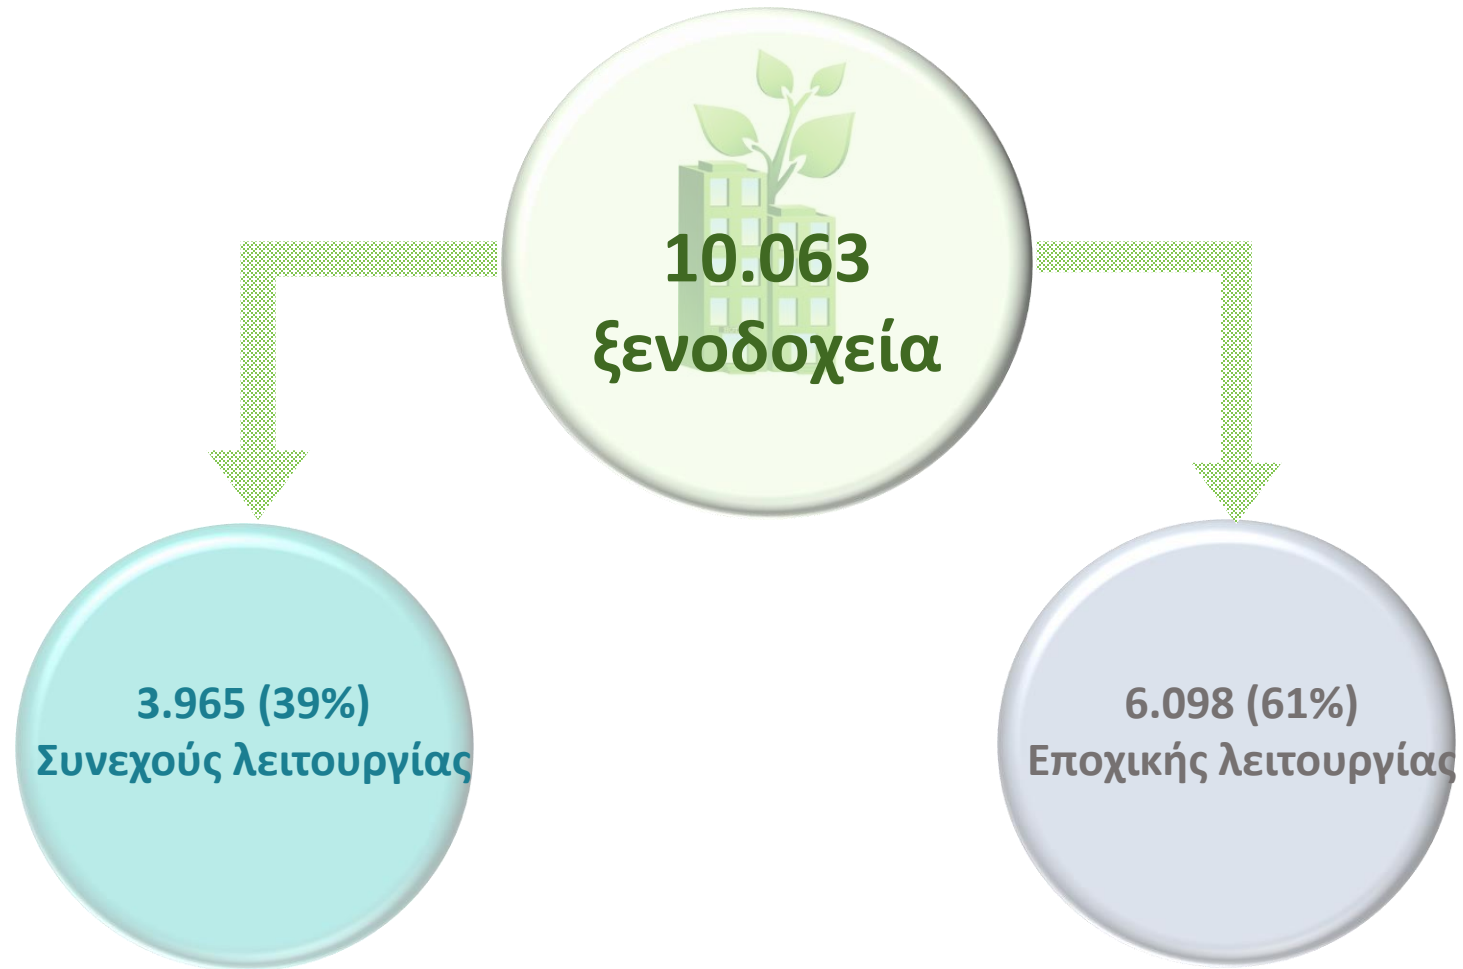 10.063
ξενοδοχεία
3.965 (39%)
Συνεχούς λειτουργίας
6.098 (61%)
Εποχικής λειτουργίας